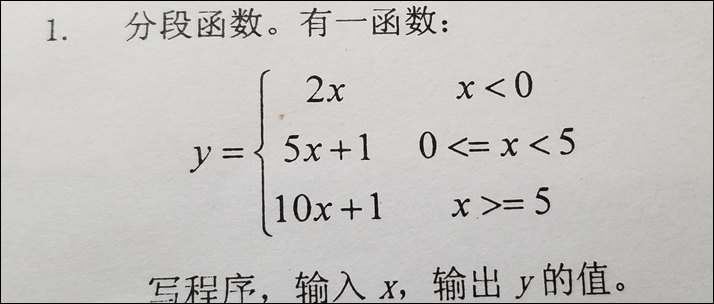 1. 分段函数。有一函数：
2x x<0
y= 5x+1 0<=x<5
10x+1 x>=5
写程序，输入 x，输出 y 的值。